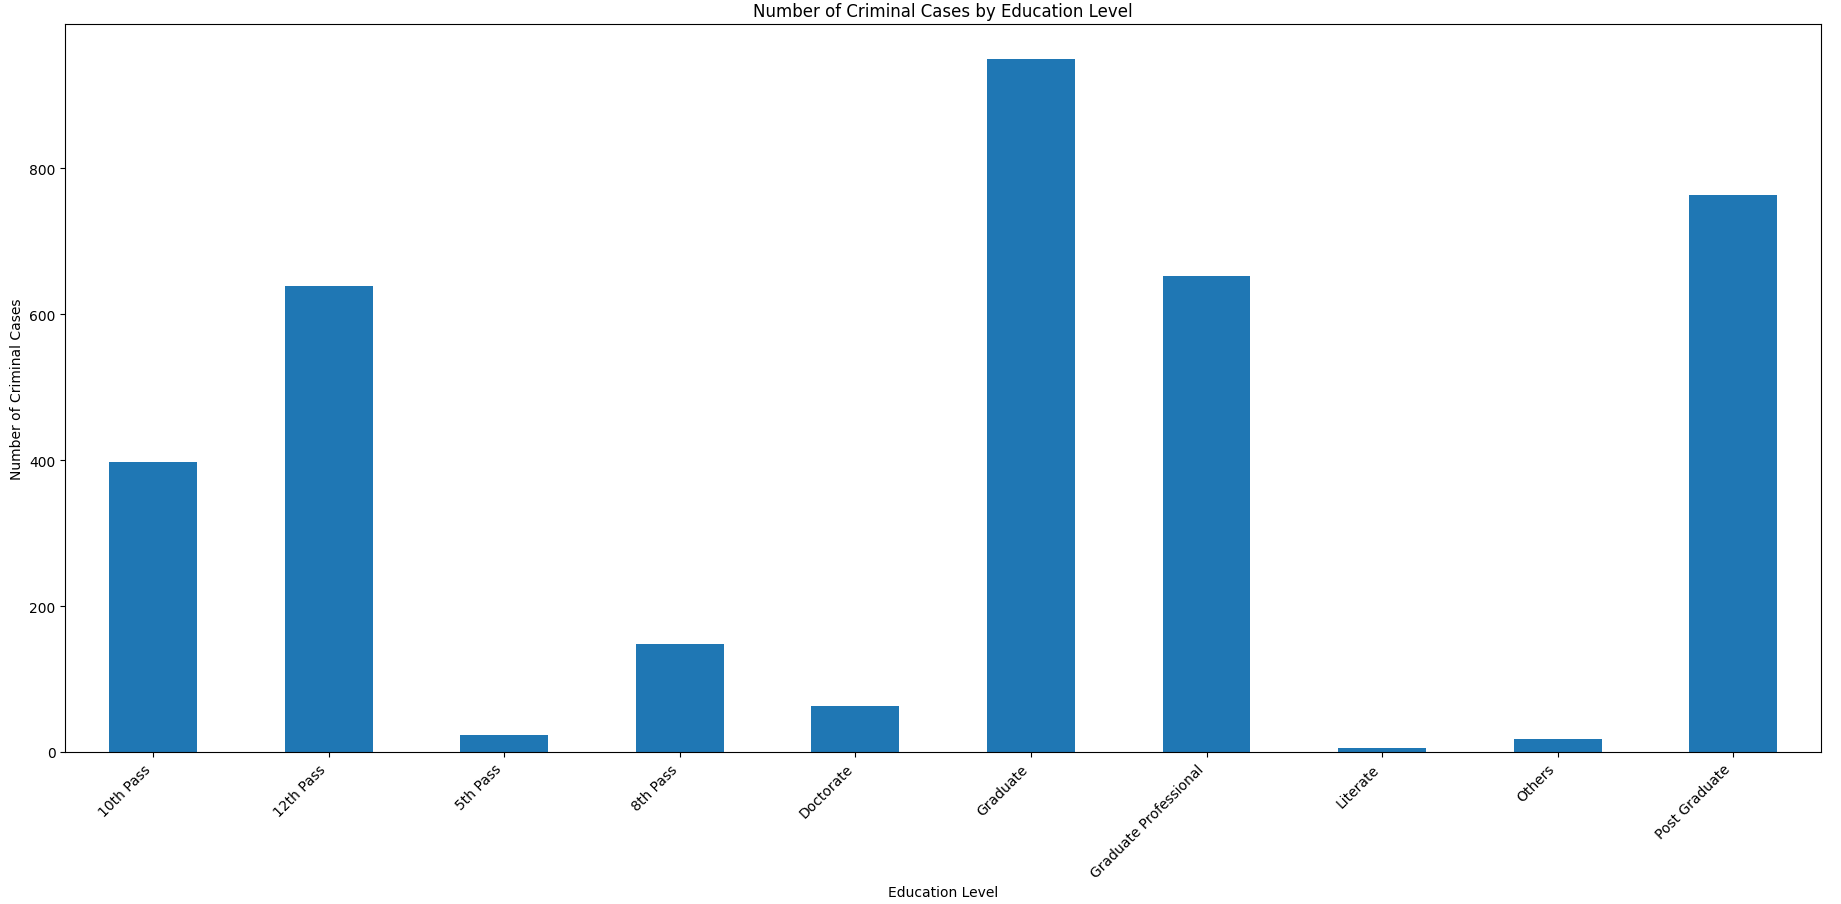 Number of Criminal Cases by Education Level
Number of Criminal Cases
800
600
400
200
0
10th Pass
12th Pass
5th Pass
8th Pass
Doctorate
Graduate
Graduate Professional
Literate
Others
Post Graduate
Education Level